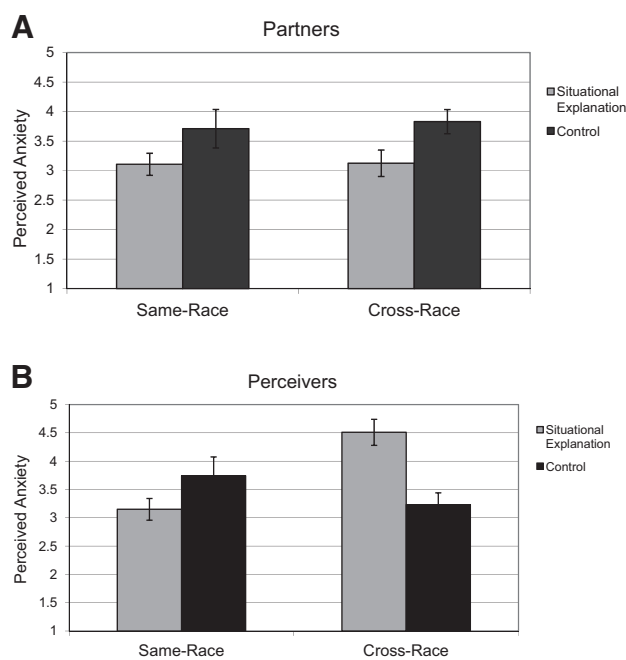 A
Partners
5
4.5
4
3.5
3
2.5
2
1.5
1
Perceived Anxiety
Same-Race
Cross-Race
Situational
Explanation
Control
B
Perceivers
5
4.5
4
3.5
3
2.5
2
1.5
1
Perceived Anxiety
Same-Race
Cross-Race
Situational
Explanation
Control